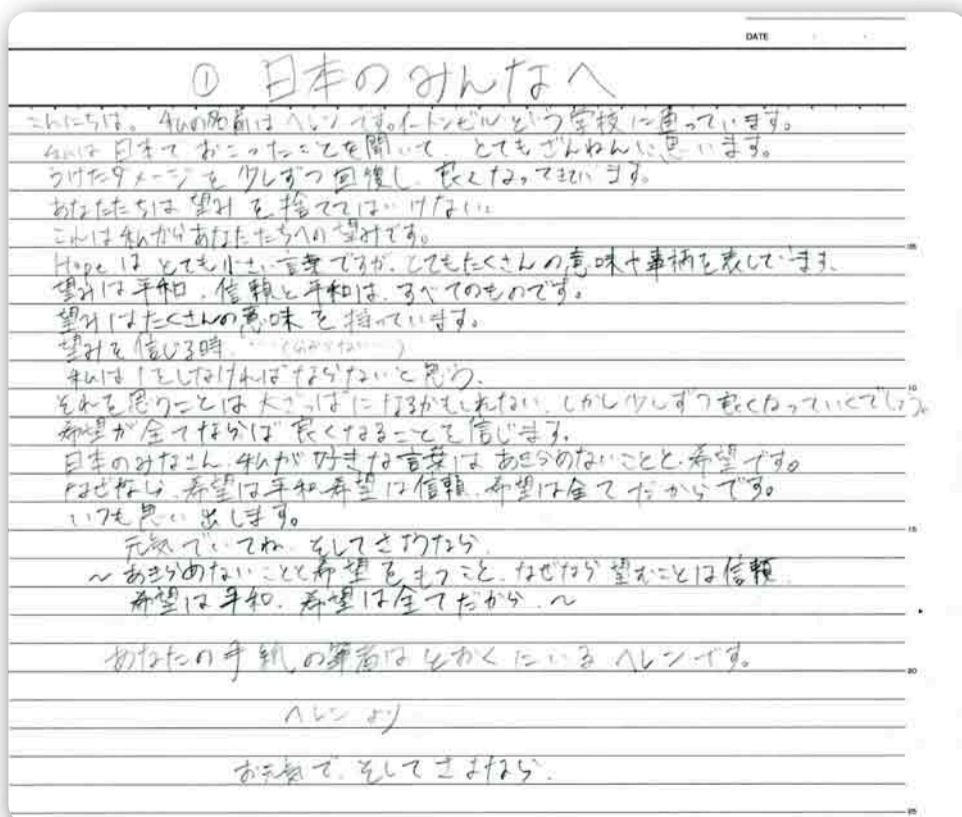 DATE
① 日本のみんなへ
こんにちは。私の名前はヘレンです。イートンビルという学校に通っています。
私は日本でおこったことを聞いて、とてもざんねんに思います。
うけたダメージを少しずつ回復し、良くなってきています。
あなたたちは望みを捨ててはいけない。
これは私からあなたたちへの望みです。
Hopeはとても小さい言葉ですが、とてもたくさんの意味や事柄を表しています。
05
望みは平和、信頼と平和は、すべてのものです。
望みはたくさんの意味を持っています。
望みを信じる時、……(分からない……)
私は1をしなければならないと思う、
10
それを思うことは大ざっぱになるかもしれない、しかし少しずつ良くなっていくでしょう。
希望が全てならば良くなることを信じます。
日本のみなさん、私が好きな言葉はあきらめないことと、希望です。
なぜなら、希望は平和、希望は信頼、希望は全てだからです。
いつも思い出します。
15
元気でいてね、そしてさようなら、
〜あきらめないことと希望をもつこと、なぜなら望むことは信頼、
希望は平和、希望は全てだから、〜
あなたの手紙の筆者はとおくにいるヘレンです。
20
ヘレンより
お元気で、そしてさよなら、
25